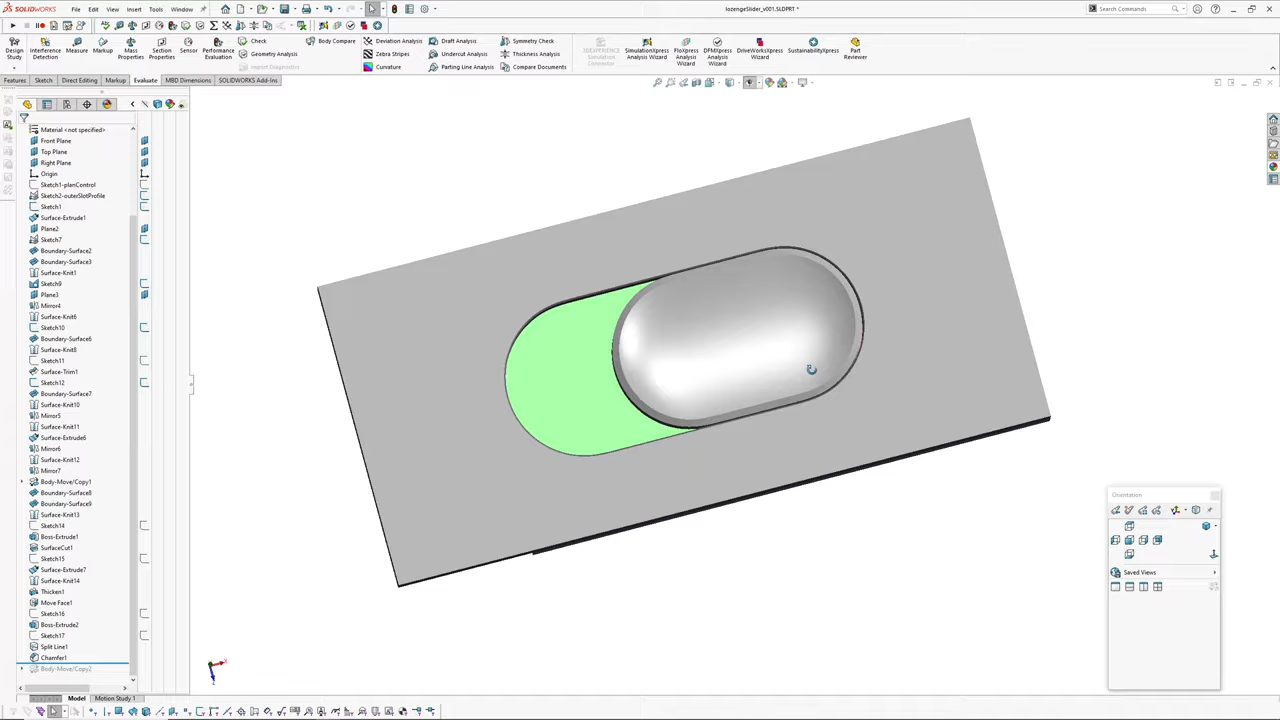 SOLIDWORKS
File Edit View Insert Tools Window
lozengeSlider_v001.SLDPRT *
Search Commands
Design Study
Interference Detection
Measure
Markup
Mass Properties
Section Properties
Sensor
Performance Evaluation
Check
Geometry Analysis
Import Diagnostics
Body Compare
Deviation Analysis
Zebra Stripes
Curvature
Draft Analysis
Undercut Analysis
Parting Line Analysis
Symmetry Check
Thickness Analysis
Compare Documents
3DEXPERIENCE Simulation Connector
SimulationXpress Analysis Wizard
FloXpress Analysis Wizard
DFMXpress Analysis Wizard
DriveWorksXpress Wizard
SustainabilityXpress
Part Reviewer
Features Sketch Direct Editing Markup Evaluate MBD Dimensions SOLIDWORKS Add-Ins
Material <not specified>
Front Plane
Top Plane
Right Plane
Origin
Sketch1-planControl
Sketch2-outerSlotProfile
Sketch1
Surface-Extrude1
Plane2
Sketch7
Boundary-Surface2
Boundary-Surface3
Surface-Knit1
Sketch9
Plane3
Mirror4
Surface-Knit6
Sketch10
Boundary-Surface6
Surface-Knit8
Sketch11
Surface-Trim1
Sketch12
Boundary-Surface7
Surface-Knit10
Mirror5
Surface-Knit11
Surface-Extrude6
Mirror6
Surface-Knit12
Mirror7
Body-Move/Copy1
Boundary-Surface8
Boundary-Surface9
Surface-Knit13
Sketch14
Boss-Extrude1
SurfaceCut1
Sketch15
Surface-Extrude7
Surface-Knit14
Thicken1
Move Face1
Sketch16
Boss-Extrude2
Sketch17
Split Line1
Chamfer1
Body-Move/Copy2
Orientation
Saved Views
Model Motion Study 1